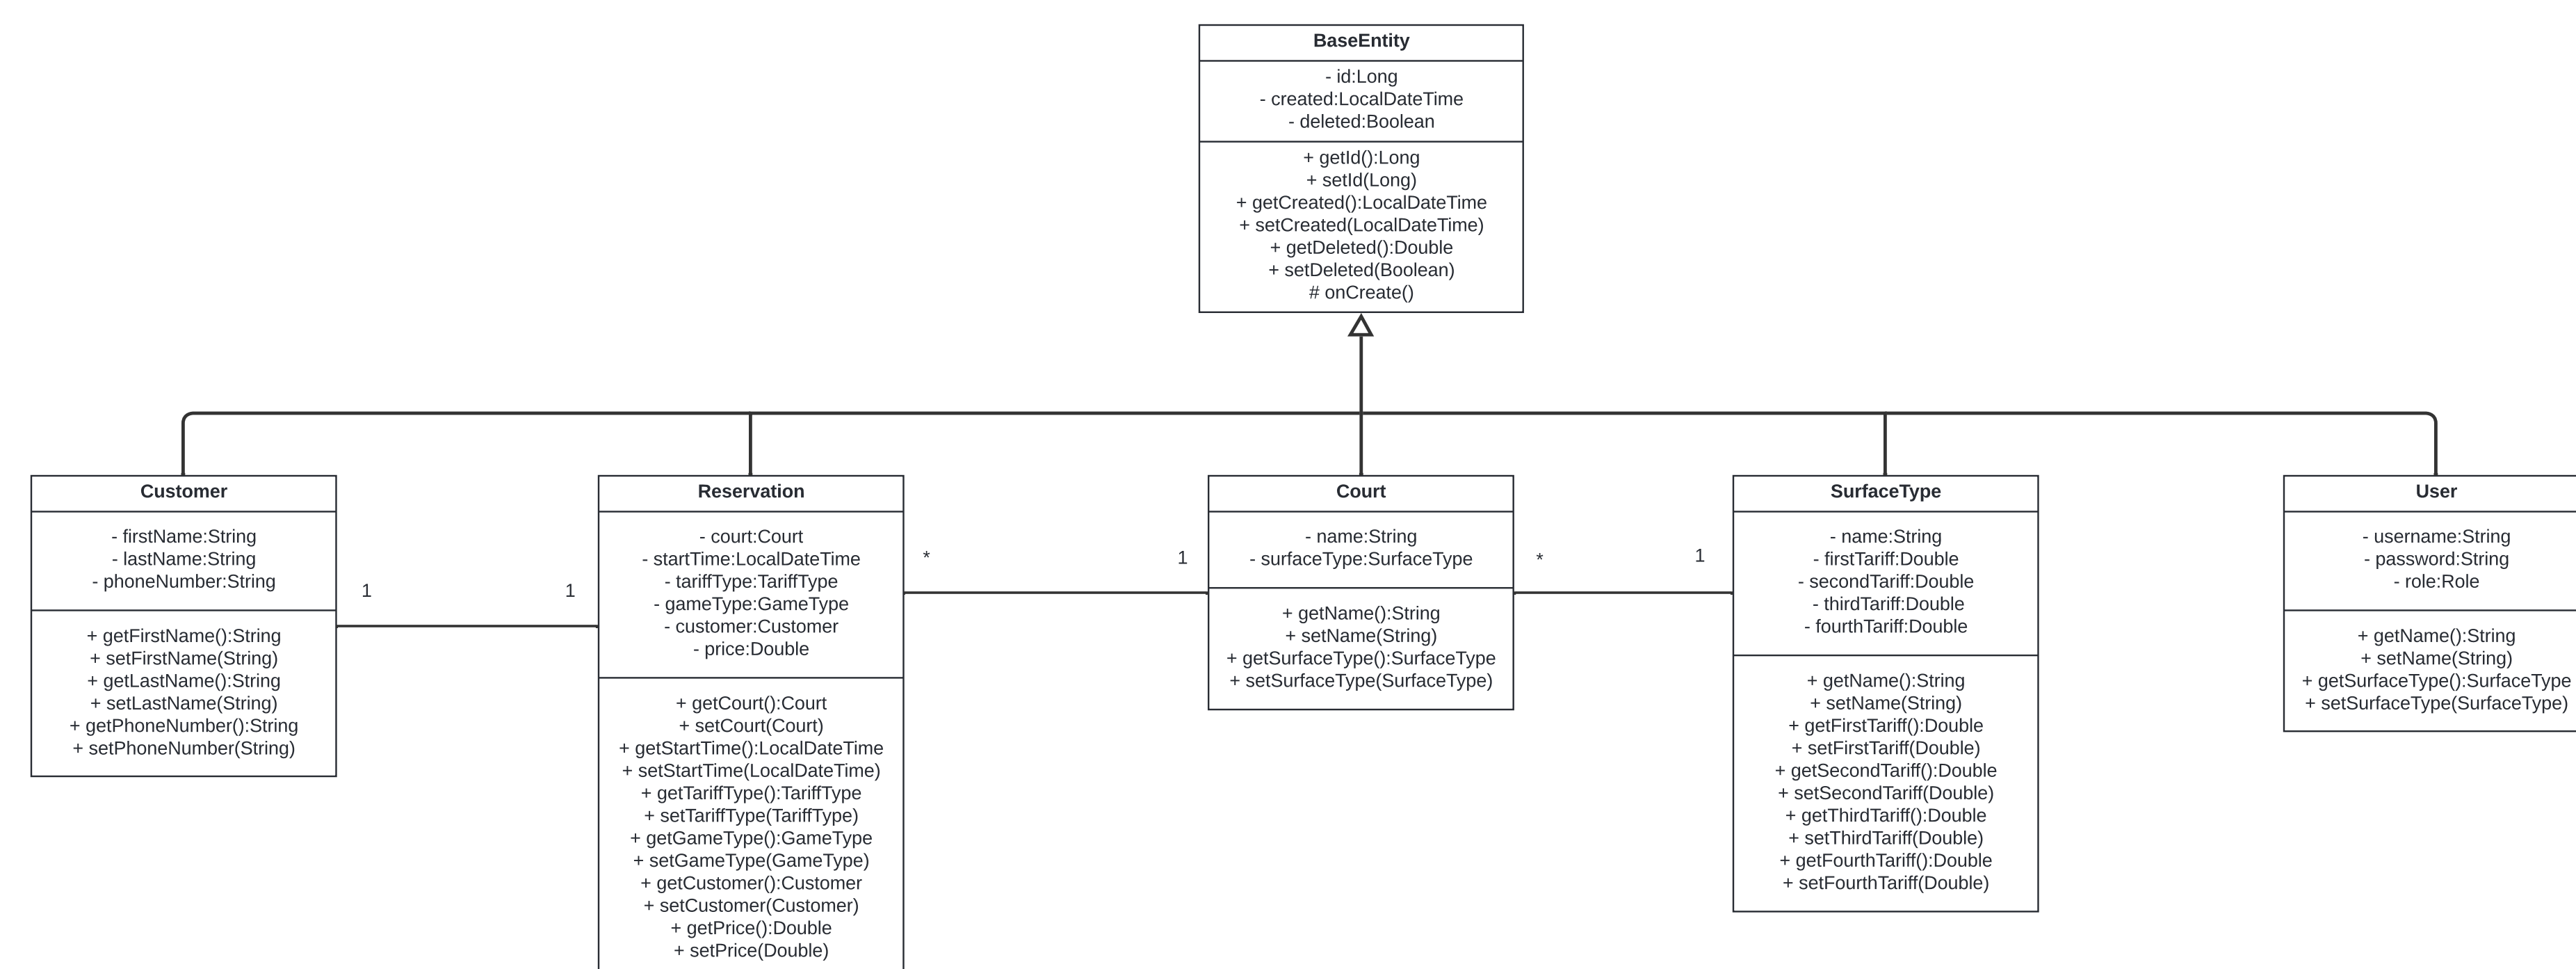 BaseEntity
- id:Long
- created:LocalDateTime
- deleted:Boolean
+ getId():Long
+ setId(Long)
+ getCreated():LocalDateTime
+ setCreated(LocalDateTime)
+ getDeleted():Double
+ setDeleted(Boolean)
# onCreate()
Customer
- firstName:String
- lastName:String
- phoneNumber:String
+ getFirstName():String
+ setFirstName(String)
+ getLastName():String
+ setLastName(String)
+ getPhoneNumber():String
+ setPhoneNumber(String)
1
1
Reservation
- court:Court
- startTime:LocalDateTime
- tariffType:TariffType
- gameType:GameType
- customer:Customer
- price:Double
+ getCourt():Court
+ setCourt(Court)
+ getStartTime():LocalDateTime
+ setStartTime(LocalDateTime)
+ getTariffType():TariffType
+ setTariffType(TariffType)
+ getGameType():GameType
+ setGameType(GameType)
+ getCustomer():Customer
+ setCustomer(Customer)
+ getPrice():Double
+ setPrice(Double)
*
1
Court
- name:String
- surfaceType:SurfaceType
+ getName():String
+ setName(String)
+ getSurfaceType():SurfaceType
+ setSurfaceType(SurfaceType)
*
1
SurfaceType
- name:String
- firstTariff:Double
- secondTariff:Double
- thirdTariff:Double
- fourthTariff:Double
+ getName():String
+ setName(String)
+ getFirstTariff():Double
+ setFirstTariff(Double)
+ getSecondTariff():Double
+ setSecondTariff(Double)
+ getThirdTariff():Double
+ setThirdTariff(Double)
+ getFourthTariff():Double
+ setFourthTariff(Double)
User
- username:String
- password:String
- role:Role
+ getName():String
+ setName(String)
+ getSurfaceType():SurfaceType
+ setSurfaceType(SurfaceType)